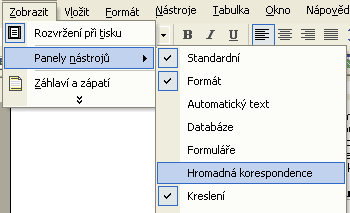 Zobrazit Vložit Formát Nástroje Tabulka Okno Nápověd
Rozvržení při tisku
Panely nástrojů
Záhlaví a zápatí
B I U
Standardní
Formát
Automatický text
Databáze
Formuláře
Hromadná korespondence
Kreslení